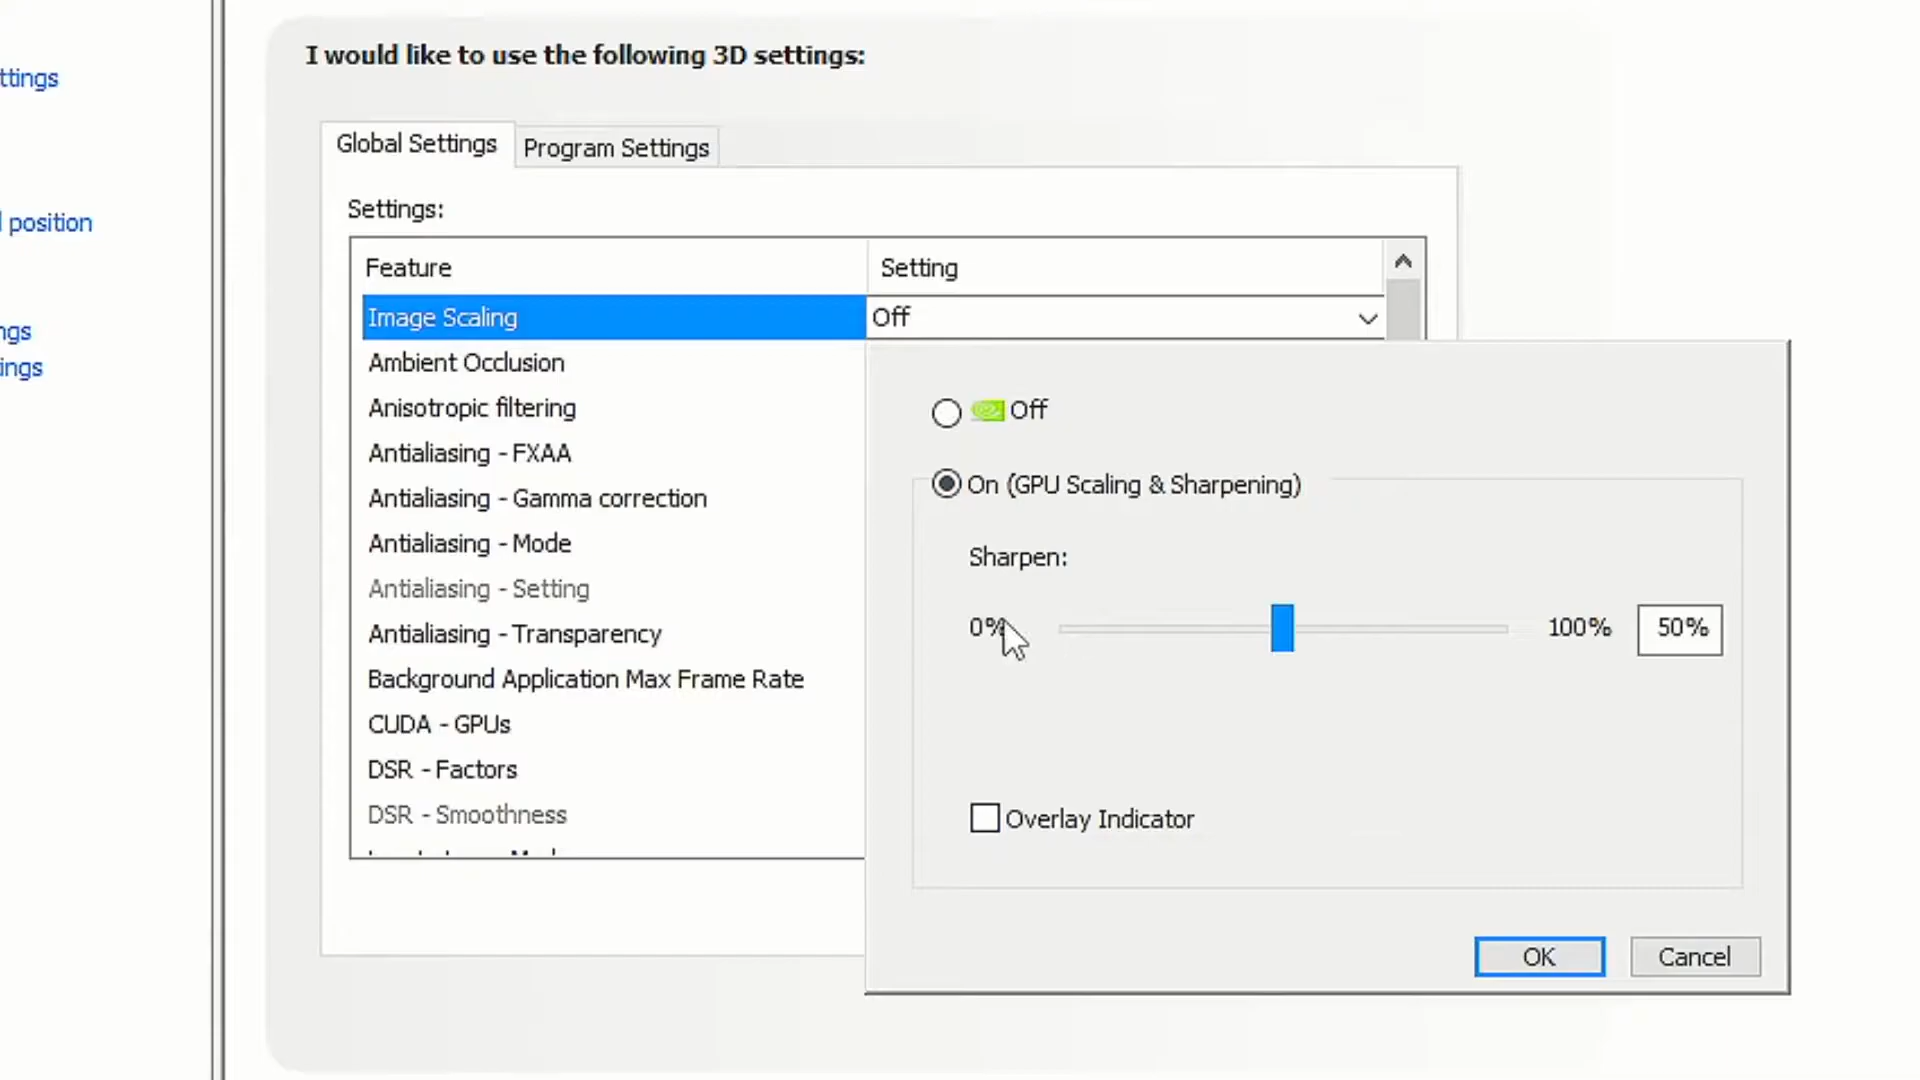 I would like to use the following 3D settings:
ttings
Global Settings
Program Settings
Settings:
position
Feature
Setting
Image Scaling
Off
ngs
Ambient Occlusion
ings
Anisotropic filtering
Off
Antialiasing - FXAA
On (GPU Scaling & Sharpening)
Antialiasing - Gamma correction
Antialiasing - Mode
Sharpen:
Antialiasing - Setting
Antialiasing - Transparency
0%
100%
50%
Background Application Max Frame Rate
CUDA - GPUs
DSR - Factors
DSR - Smoothness
Overlay Indicator
OK
Cancel